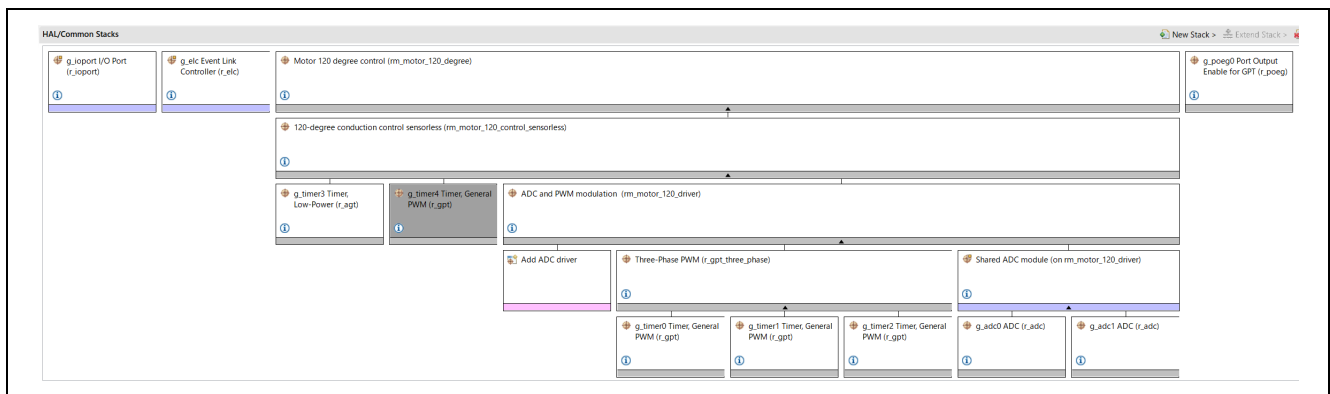 HAL/Common Stacks
New Stack >
Extend Stack >
g_ioport I/O Port
(r_ioport)
g_elc Event Link
Controller (r_elc)
Motor 120 degree control (rm_motor_120_degree)
g_poeg0 Port Output
Enable for GPT (r_poeg)
120-degree conduction control sensorless (rm_motor_120_control_sensorless)
g_timer3 Timer,
Low-Power (r_agt)
g_timer4 Timer, General
PWM (r_gpt)
ADC and PWM modulation (rm_motor_120_driver)
Add ADC driver
Three-Phase PWM (r_gpt_three_phase)
Shared ADC module (on rm_motor_120_driver)
g_timer0 Timer, General
PWM (r_gpt)
g_timer1 Timer, General
PWM (r_gpt)
g_timer2 Timer, General
PWM (r_gpt)
g_adc0 ADC (r_adc)
g_adc1 ADC (r_adc)